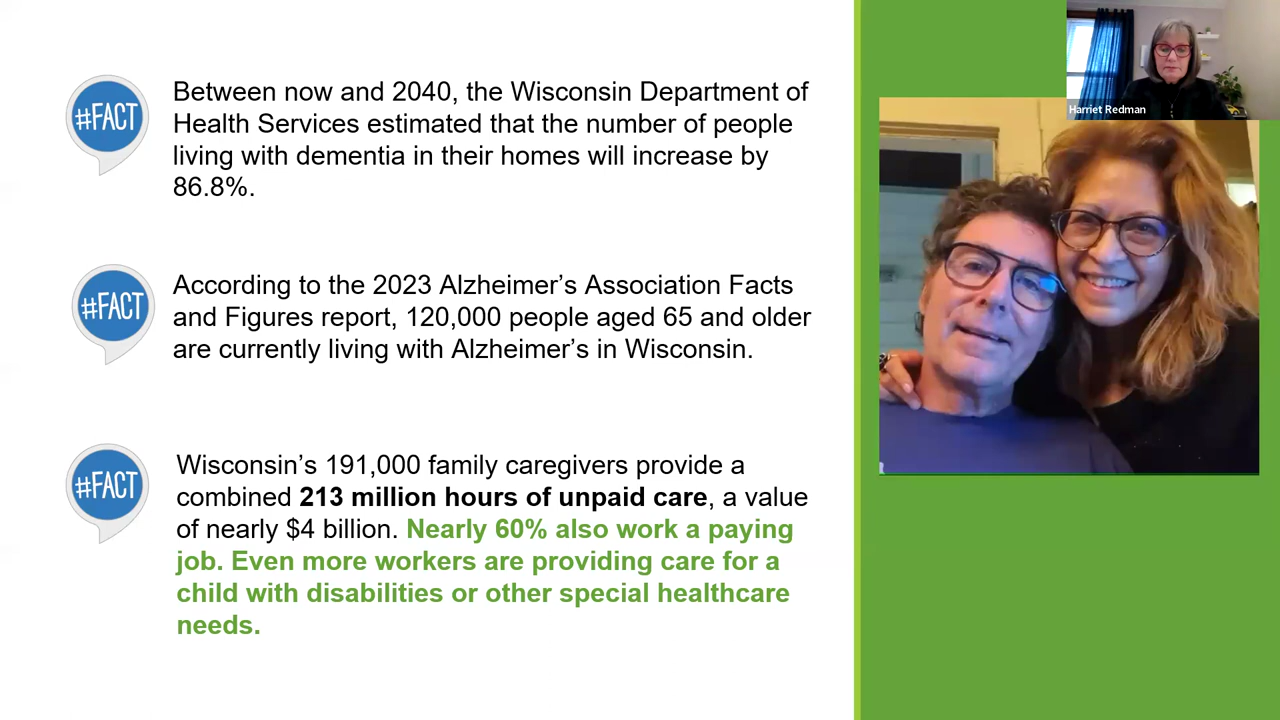 #FACT
Between now and 2040, the Wisconsin Department of
Health Services estimated that the number of people
living with dementia in their homes will increase by
86.8%.
#FACT
According to the 2023 Alzheimer’s Association Facts
and Figures report, 120,000 people aged 65 and older
are currently living with Alzheimer’s in Wisconsin.
#FACT
Wisconsin’s 191,000 family caregivers provide a
combined 213 million hours of unpaid care, a value
of nearly $4 billion. Nearly 60% also work a paying
job. Even more workers are providing care for a
child with disabilities or other special healthcare
needs.
Harriet Redman